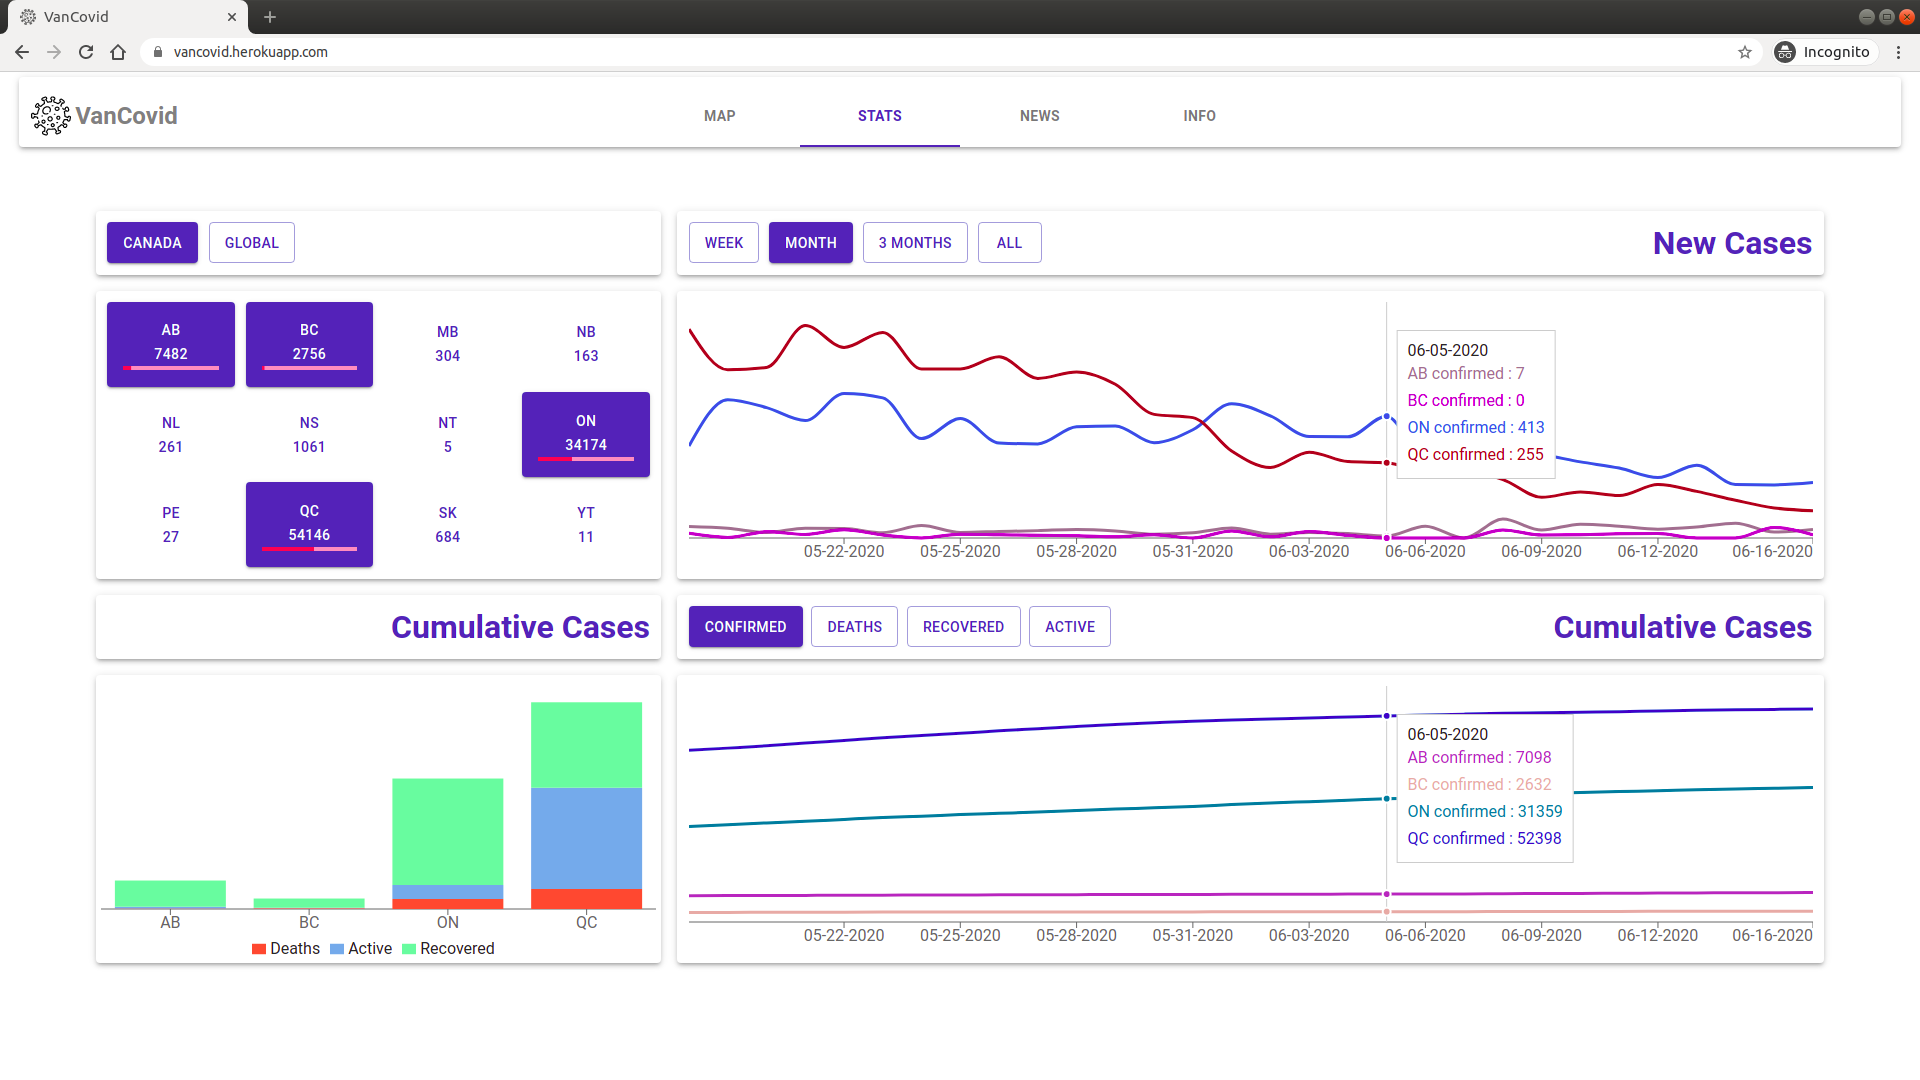 VanCovid
vancovid.herokuapp.com
Incognito
VanCovid
MAP
STATS
NEWS
INFO
CANADA
GLOBAL
AB
7482
BC
2756
MB
304
NB
163
NL
261
NS
1061
NT
5
ON
34174
PE
27
QC
54146
SK
684
YT
11
WEEK
MONTH
3 MONTHS
ALL
New Cases
06-05-2020
AB confirmed : 7
BC confirmed : 0
ON confirmed : 413
QC confirmed : 255
05-22-2020
05-25-2020
05-28-2020
05-31-2020
06-03-2020
06-06-2020
06-09-2020
06-12-2020
06-16-2020
Cumulative Cases
AB
BC
ON
QC
Deaths
Active
Recovered
CONFIRMED
DEATHS
RECOVERED
ACTIVE
Cumulative Cases
06-05-2020
AB confirmed : 7098
BC confirmed : 2632
ON confirmed : 31359
QC confirmed : 52398
05-22-2020
05-25-2020
05-28-2020
05-31-2020
06-03-2020
06-06-2020
06-09-2020
06-12-2020
06-16-2020